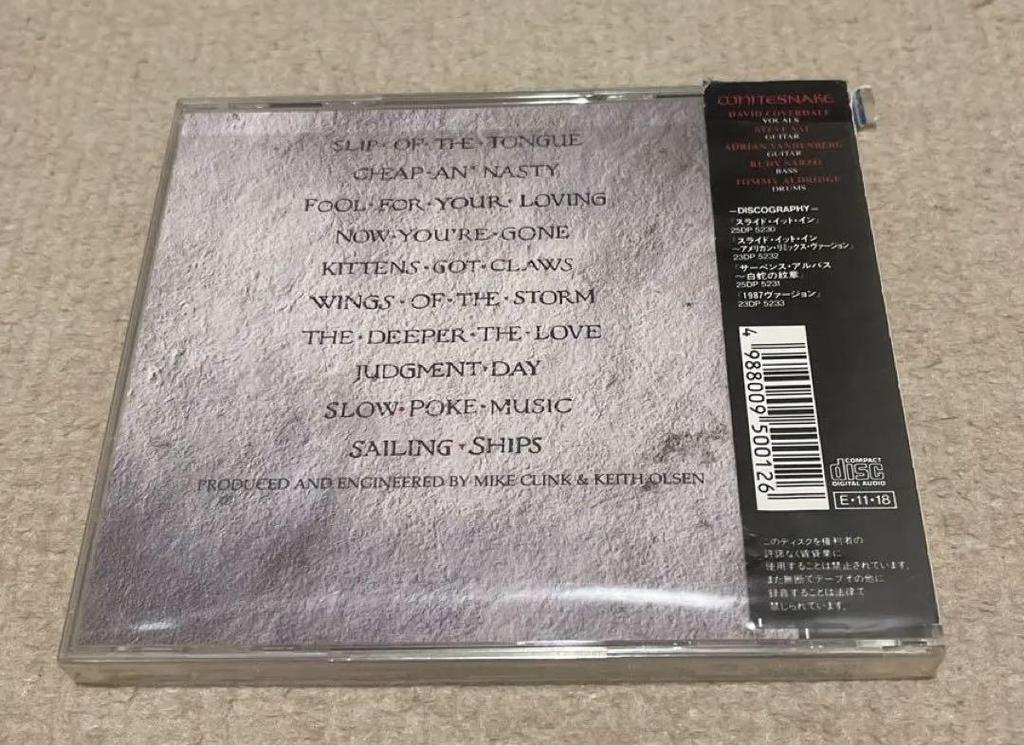 SLIP·OF·THE·TONGUE
CHEAP·AN' NASTY
FOOL·FOR·YOUR·LOVING
NOW·YOU'RE·GONE
KITTENS·GOT·CLAWS
WINGS·OF·THE·STORM
THE·DEEPER·THE·LOVE
JUDGMENT·DAY
SLOW·POKE·MUSIC
SAILING·SHIPS
PRODUCED AND ENGINEERED BY·MIKE CLINK & KEITH OLSEN
WHITESNAKE
DAVID COVERDALE
VOCALS
STEVE VAI
GUITAR
ADRIAN VANDENBERG
GUITAR
RUDY SARZO
BASS
TOMMY ALDRIDGE
DRUMS
—DISCOGRAPHY—
「スライド・イット・イン」
25DP 5230
「スライド・イット・イン
〜アメリカン・リミックス・ヴァージョン」
23DP 5232
「サーペンス・アルバス
〜白蛇の紋章」
25DP 5231
「1987ヴァージョン」
23DP 5233
4 988009 500126
COMPACT
disc
DIGITAL AUDIO
E·11·18
このディスクを権利者の
許諾なく賃貸業に
使用することは禁止されています。
また無断でテープその他に
録音することは法律で
禁じられています。